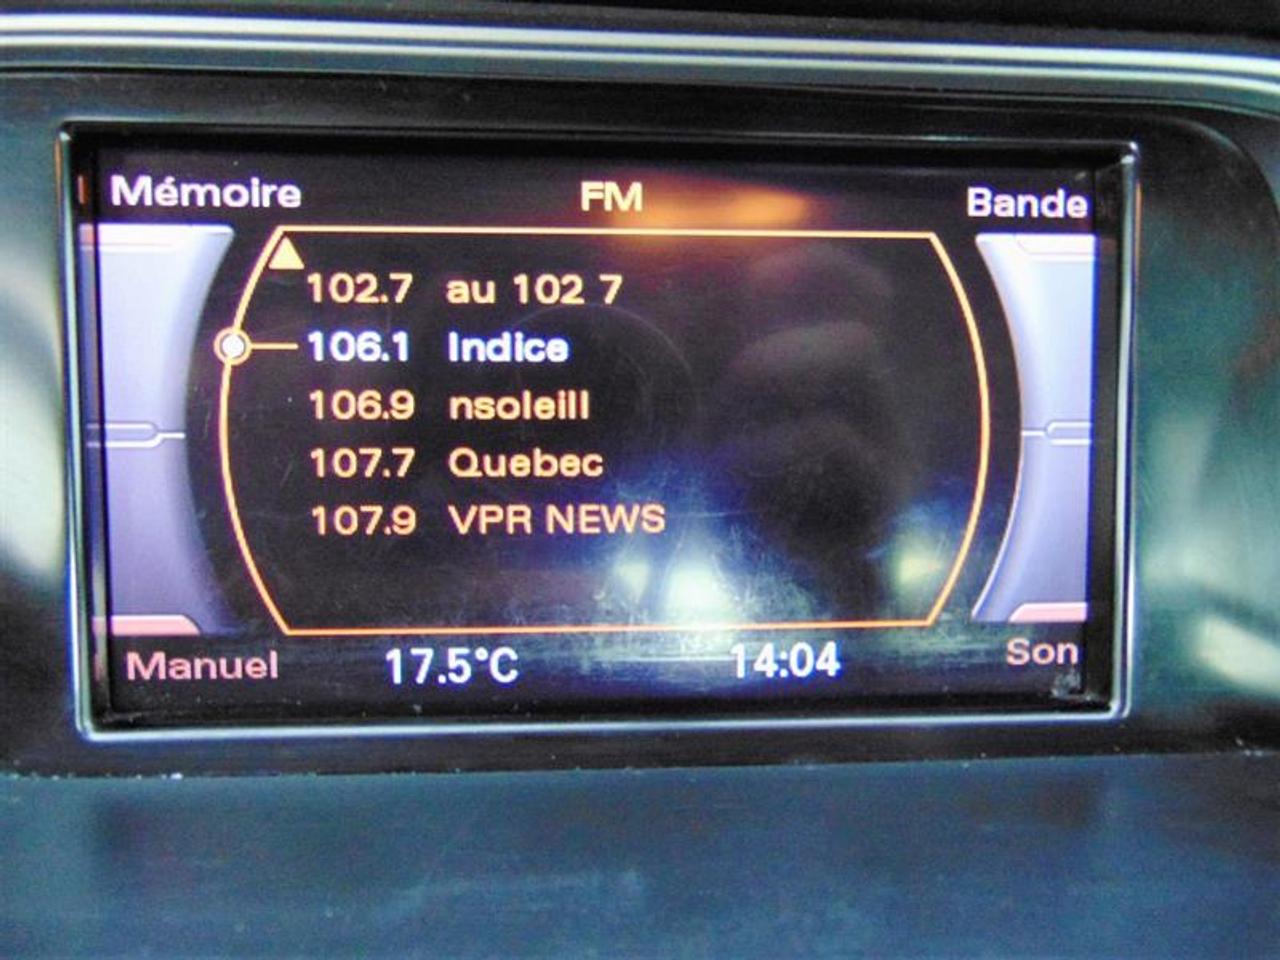 Mémoire FM Bande
102.7 au 102 7
106.1 Indice
106.9 nsoleill
107.7 Quebec
107.9 VPR NEWS
Manuel 17.5°C 14:04 Son